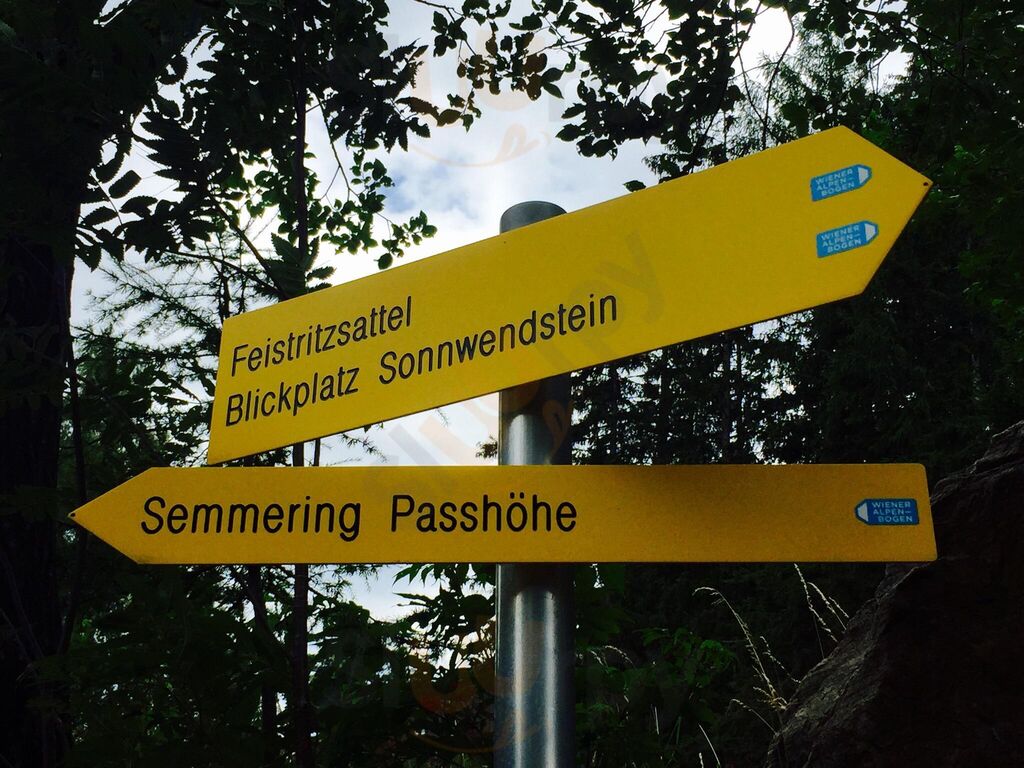 WIENER
ALPEN-
BOGEN
WIENER
ALPEN-
BOGEN
Feistritzsattel
Blickplatz Sonnwendstein
Semmering Passhöhe
WIENER
ALPEN-
BOGEN